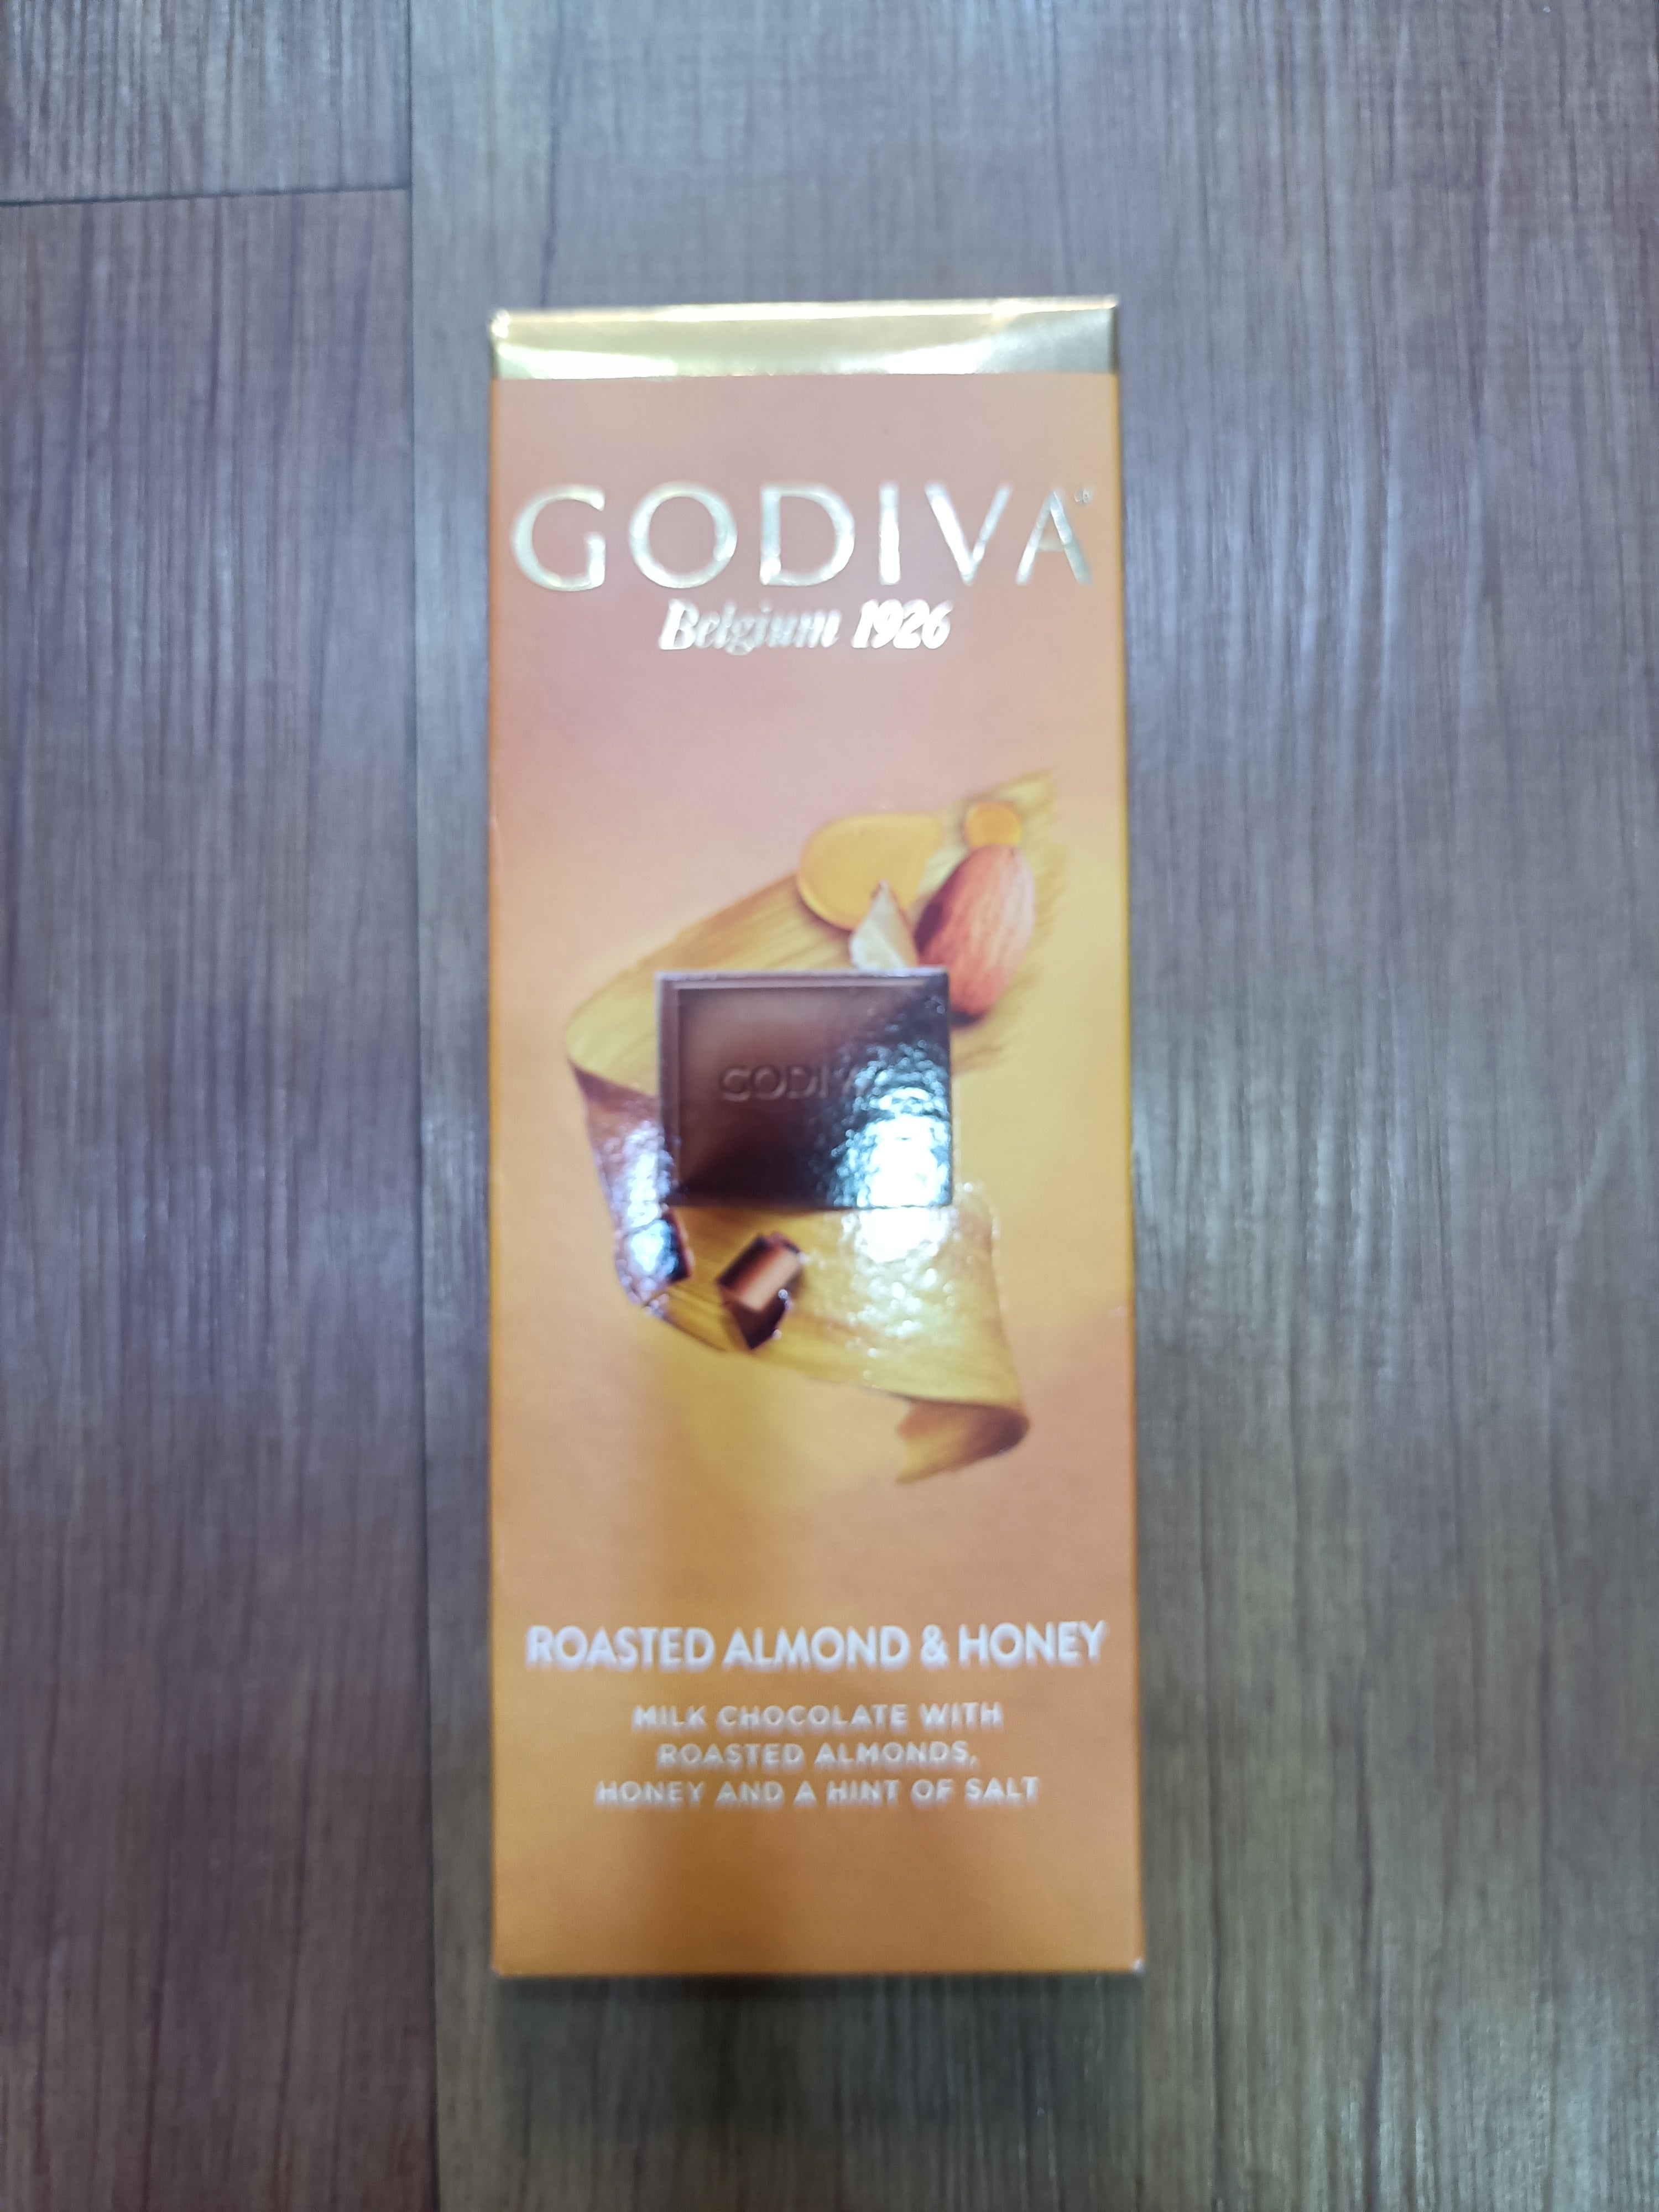 GODIVA
Belgium 1926
GODIVA
ROASTED ALMOND & HONEY
MILK CHOCOLATE WITH
ROASTED ALMONDS,
HONEY AND A HINT OF SALT